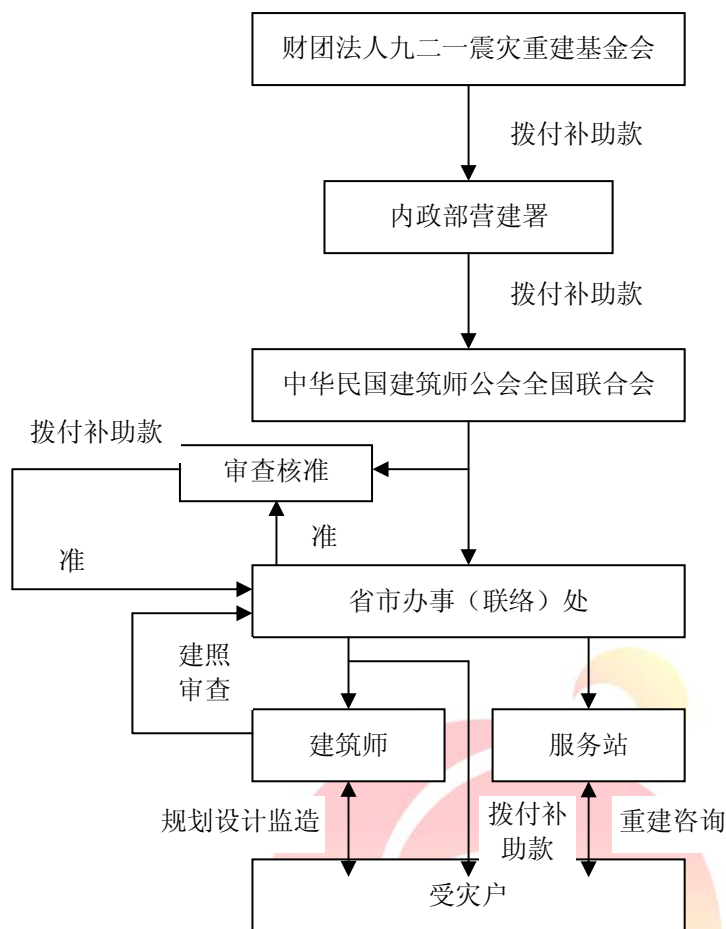 财团法人九二一震灾重建基金会
拨付补助款
内政部营建署
拨付补助款
中华民国建筑师公会全国联合会
拨付补助款
审查核准
准
准
省市办事（联络）处
建照
审查
建筑师
服务站
规划设计监造
拨付补
助款
重建咨询
受灾户